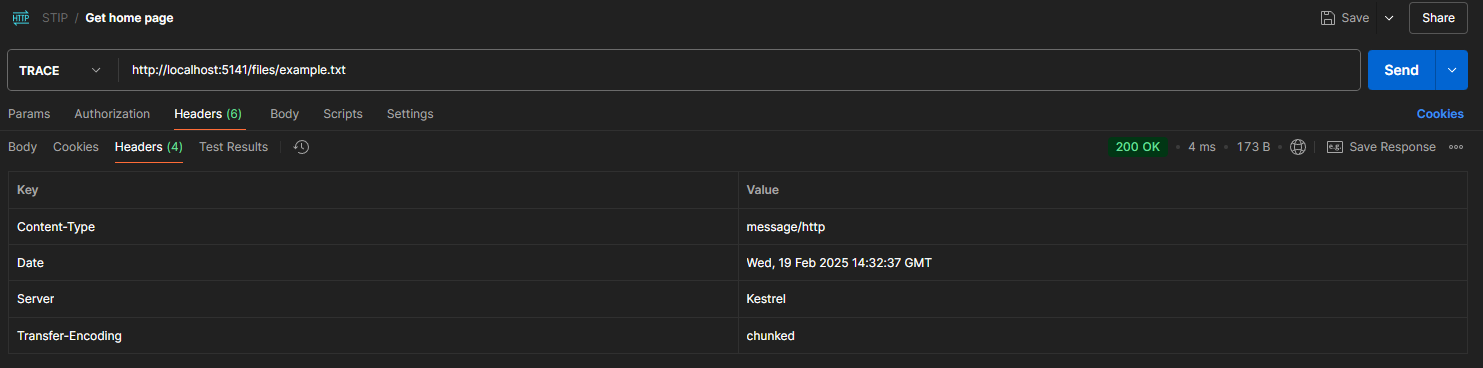 HTTP STIP / Get home page Save Share
TRACE http://localhost:5141/files/example.txt Send
Params Authorization Headers (6) Body Scripts Settings Cookies
Body Cookies Headers (4) Test Results 200 OK • 4 ms • 173 B • e.g. Save Response
Key Value
Content-Type message/http
Date Wed, 19 Feb 2025 14:32:37 GMT
Server Kestrel
Transfer-Encoding chunked